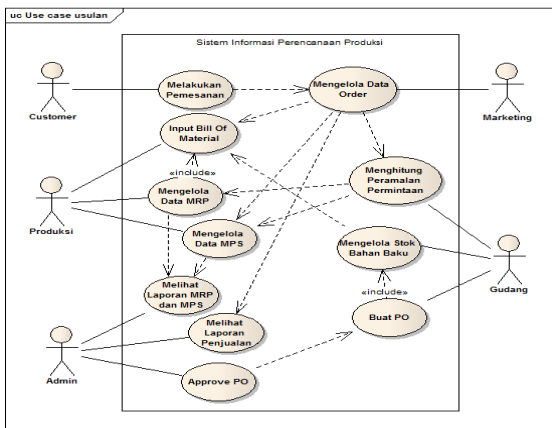 uc Use case usulan
Sistem Informasi Perencanaan Produksi
Customer
Melakukan
Pemesanan
Mengelola Data
Order
Marketing
Input Bill Of
Material
«include»
Menghitung
Peramalan
Permintaan
Produksi
Mengelola
Data MRP
Mengelola
Data MPS
Mengelola Stok
Bahan Baku
Gudang
Melihat
Laporan MRP
dan MPS
«include»
Melihat
Laporan
Penjualan
Buat PO
Admin
Approve PO